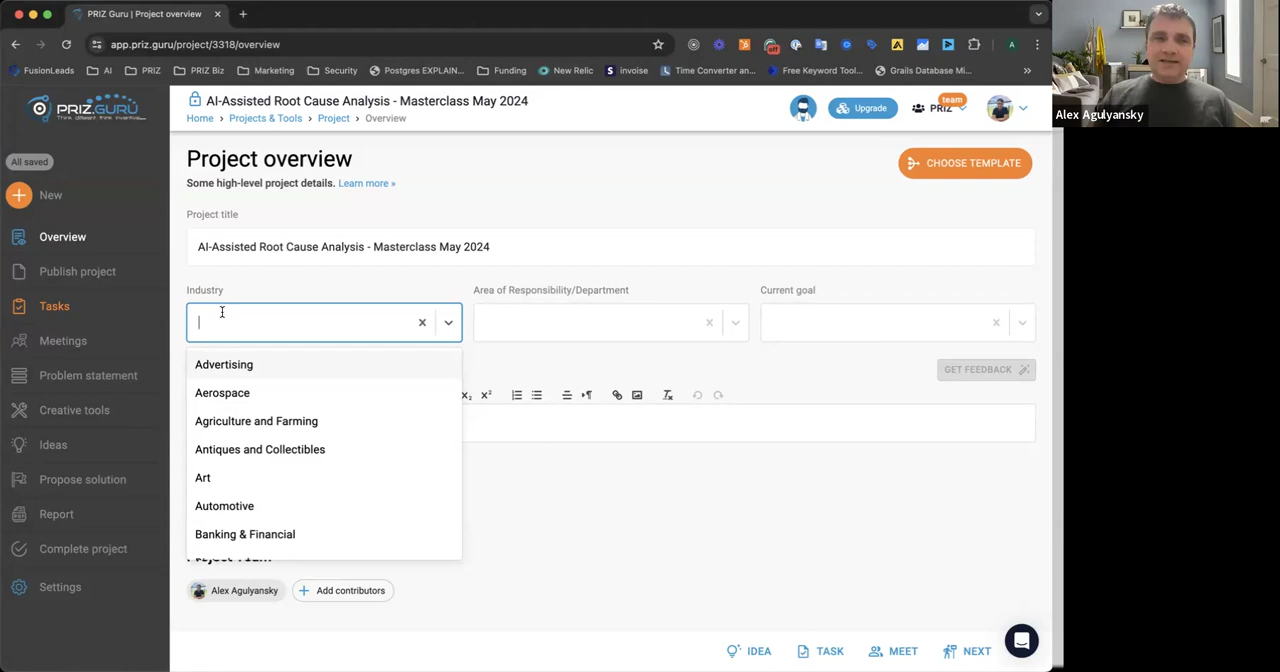 PRIZ Guru | Project overview
app.priz.guru/project/3318/overview
FusionLeads
AI
PRIZ
PRIZ Biz
Marketing
Security
Postgres EXPLAIN...
Funding
New Relic
invoise
Time Converter an...
Free Keyword Tool...
Grails Database Mi...
Alex Agulyansky
PRIZ.GURU
Think different think inventive
AI-Assisted Root Cause Analysis - Masterclass May 2024
Home > Projects & Tools > Project > Overview
Upgrade
PRIZ
team
All saved
New
Overview
Publish project
Tasks
Meetings
Problem statement
Creative tools
Ideas
Propose solution
Report
Complete project
Settings
Project overview
Some high-level project details. Learn more »
CHOOSE TEMPLATE
Project title
AI-Assisted Root Cause Analysis - Masterclass May 2024
Industry
Area of Responsibility/Department
Current goal
GET FEEDBACK
Advertising
Aerospace
Agriculture and Farming
Antiques and Collectibles
Art
Automotive
Banking & Financial
Alex Agulyansky
Add contributors
IDEA
TASK
MEET
NEXT